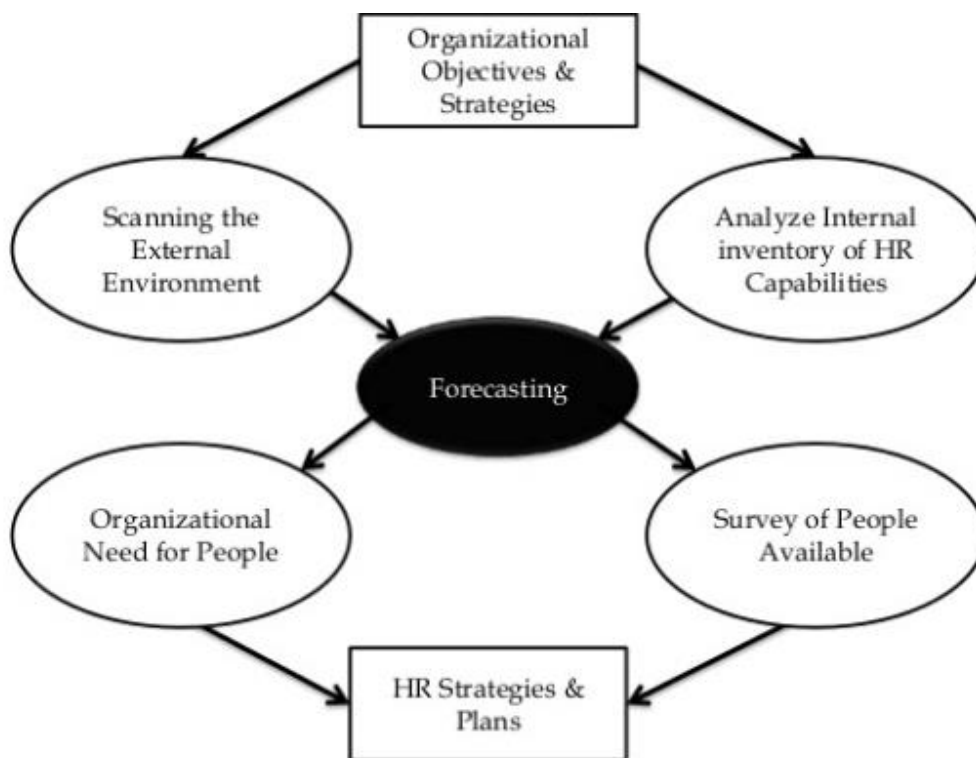 Organizational
Objectives &
Strategies
Scanning the
External
Environment
Analyze Internal
inventory of HR
Capabilities
Forecasting
Organizational
Need for People
Survey of People
Available
HR Strategies &
Plans